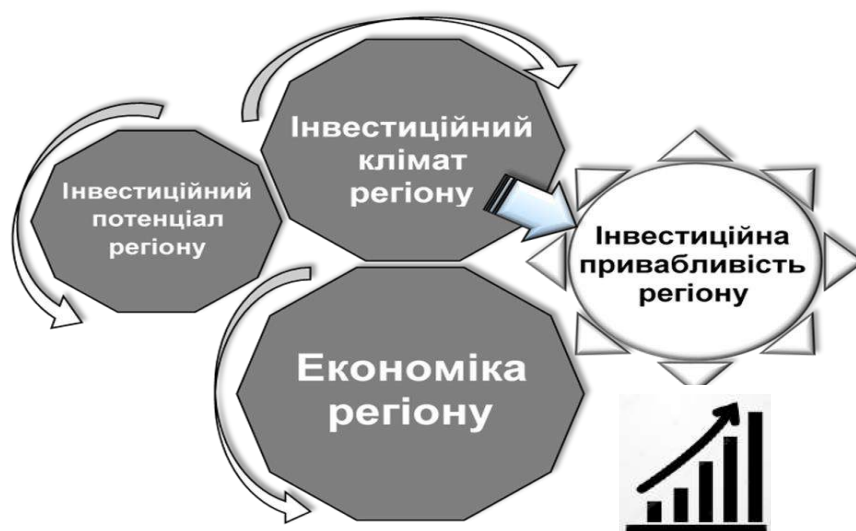 Інвестиційний
клімат
регіону
Інвестиційний
потенціал
регіону
Інвестиційна
привабливість
регіону
Економіка
регіону